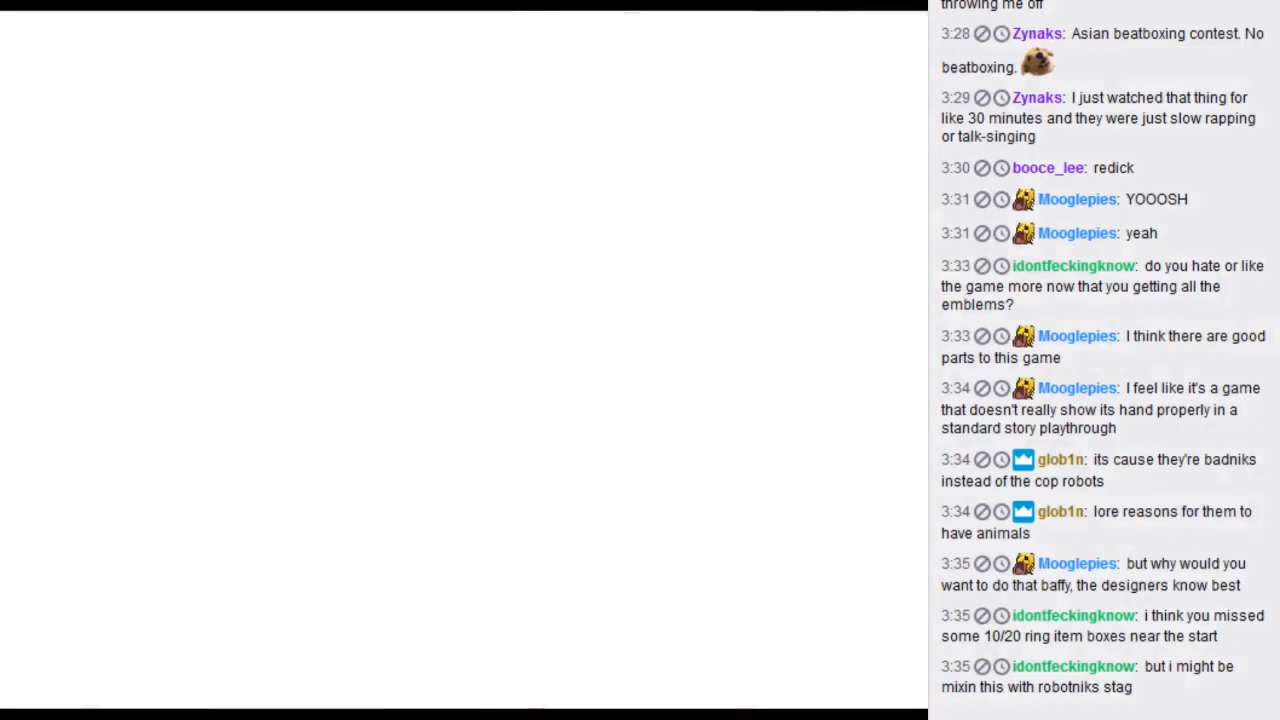 throwing me off
3:28 Zynaks: Asian beatboxing contest. No
beatboxing.
3:29 Zynaks: I just watched that thing for
like 30 minutes and they were just slow rapping
or talk-singing
3:30 booce_lee: redick
3:31 Mooglepies: YOOOSH
3:31 Mooglepies: yeah
3:33 idontfeckingknow: do you hate or like
the game more now that you getting all the
emblems?
3:33 Mooglepies: I think there are good
parts to this game
3:34 Mooglepies: I feel like it's a game
that doesn't really show its hand properly in a
standard story playthrough
3:34 glob1n: its cause they're badniks
instead of the cop robots
3:34 glob1n: lore reasons for them to
have animals
3:35 Mooglepies: but why would you
want to do that baffy, the designers know best
3:35 idontfeckingknow: i think you missed
some 10/20 ring item boxes near the start
3:35 idontfeckingknow: but i might be
mixin this with robotniks stag